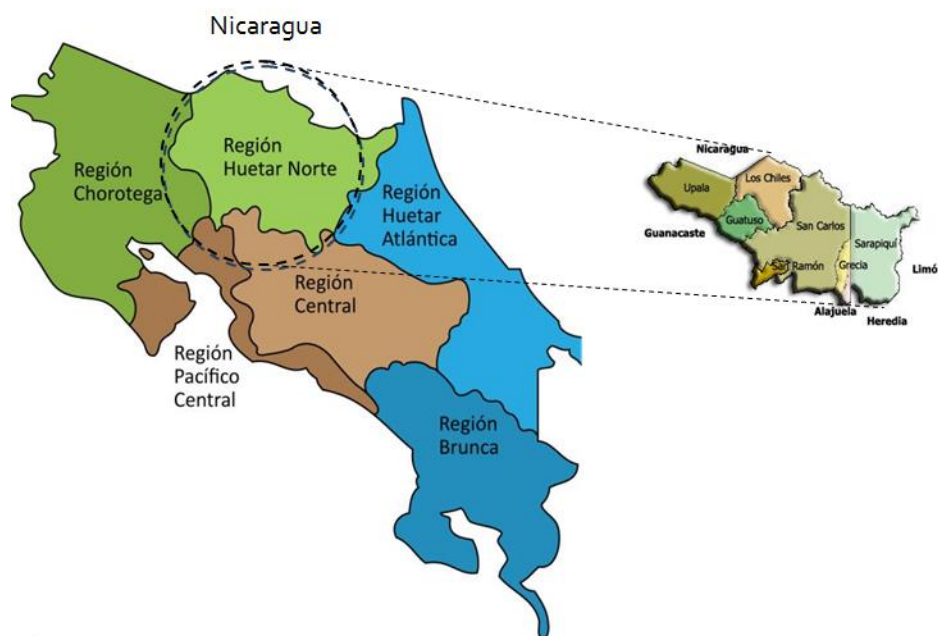 Nicaragua
Región
Chorotega
Región
Huetar Norte
Región
Huetar
Atlántica
Región
Central
Región
Pacífico
Central
Región
Brunca
Nicaragua
Upala
Los Chiles
Guatuso
San Carlos
Guanacaste
Sarapiquí
San Ramón
Grecia
Limó
Alajuela
Heredia